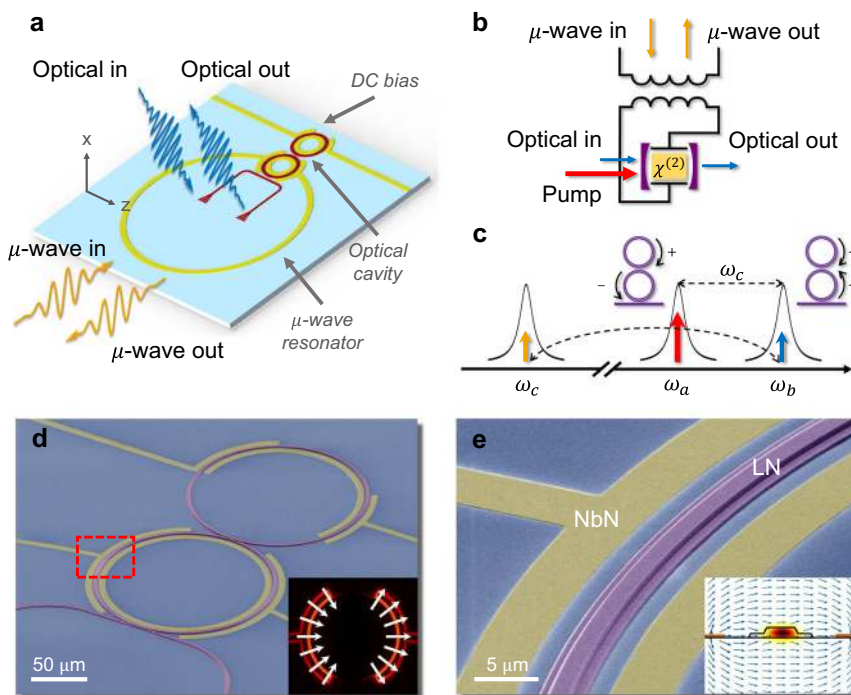 a
Optical in
Optical out
DC bias
x
z
μ-wave in
μ-wave out
Optical
cavity
μ-wave
resonator
b
μ-wave in
μ-wave out
Optical in
Optical out
χ(2)
Pump
c
+
−
ωc
ωc
ωa
ωb
d
50 μm
e
LN
NbN
5 μm